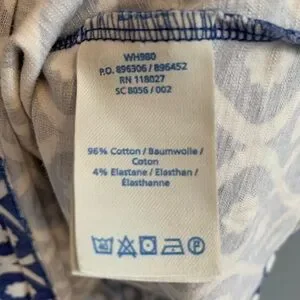 WH980
P.O. 896306 / 896452
RN 118027
SC 8056 / 002
96% Cotton / Baumwolle /
Coton
4% Elastane / Elasthan /
Élasthanne